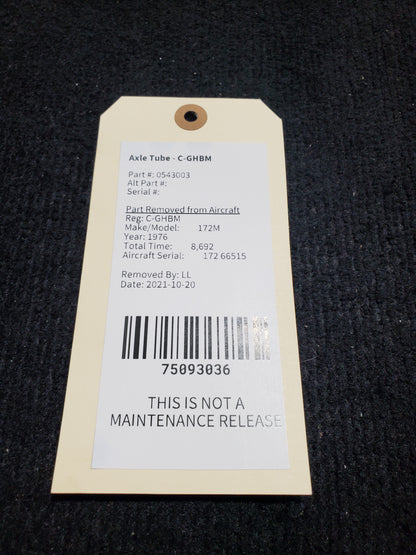 Axle Tube - C-GHBM
Part #: 0543003
Alt Part #:
Serial #:
Part Removed from Aircraft
Reg: C-GHBM
Make/Model: 172M
Year: 1976
Total Time: 8,692
Aircraft Serial: 172 66515
Removed By: LL
Date: 2021-10-20
75093036
THIS IS NOT A
MAINTENANCE RELEASE